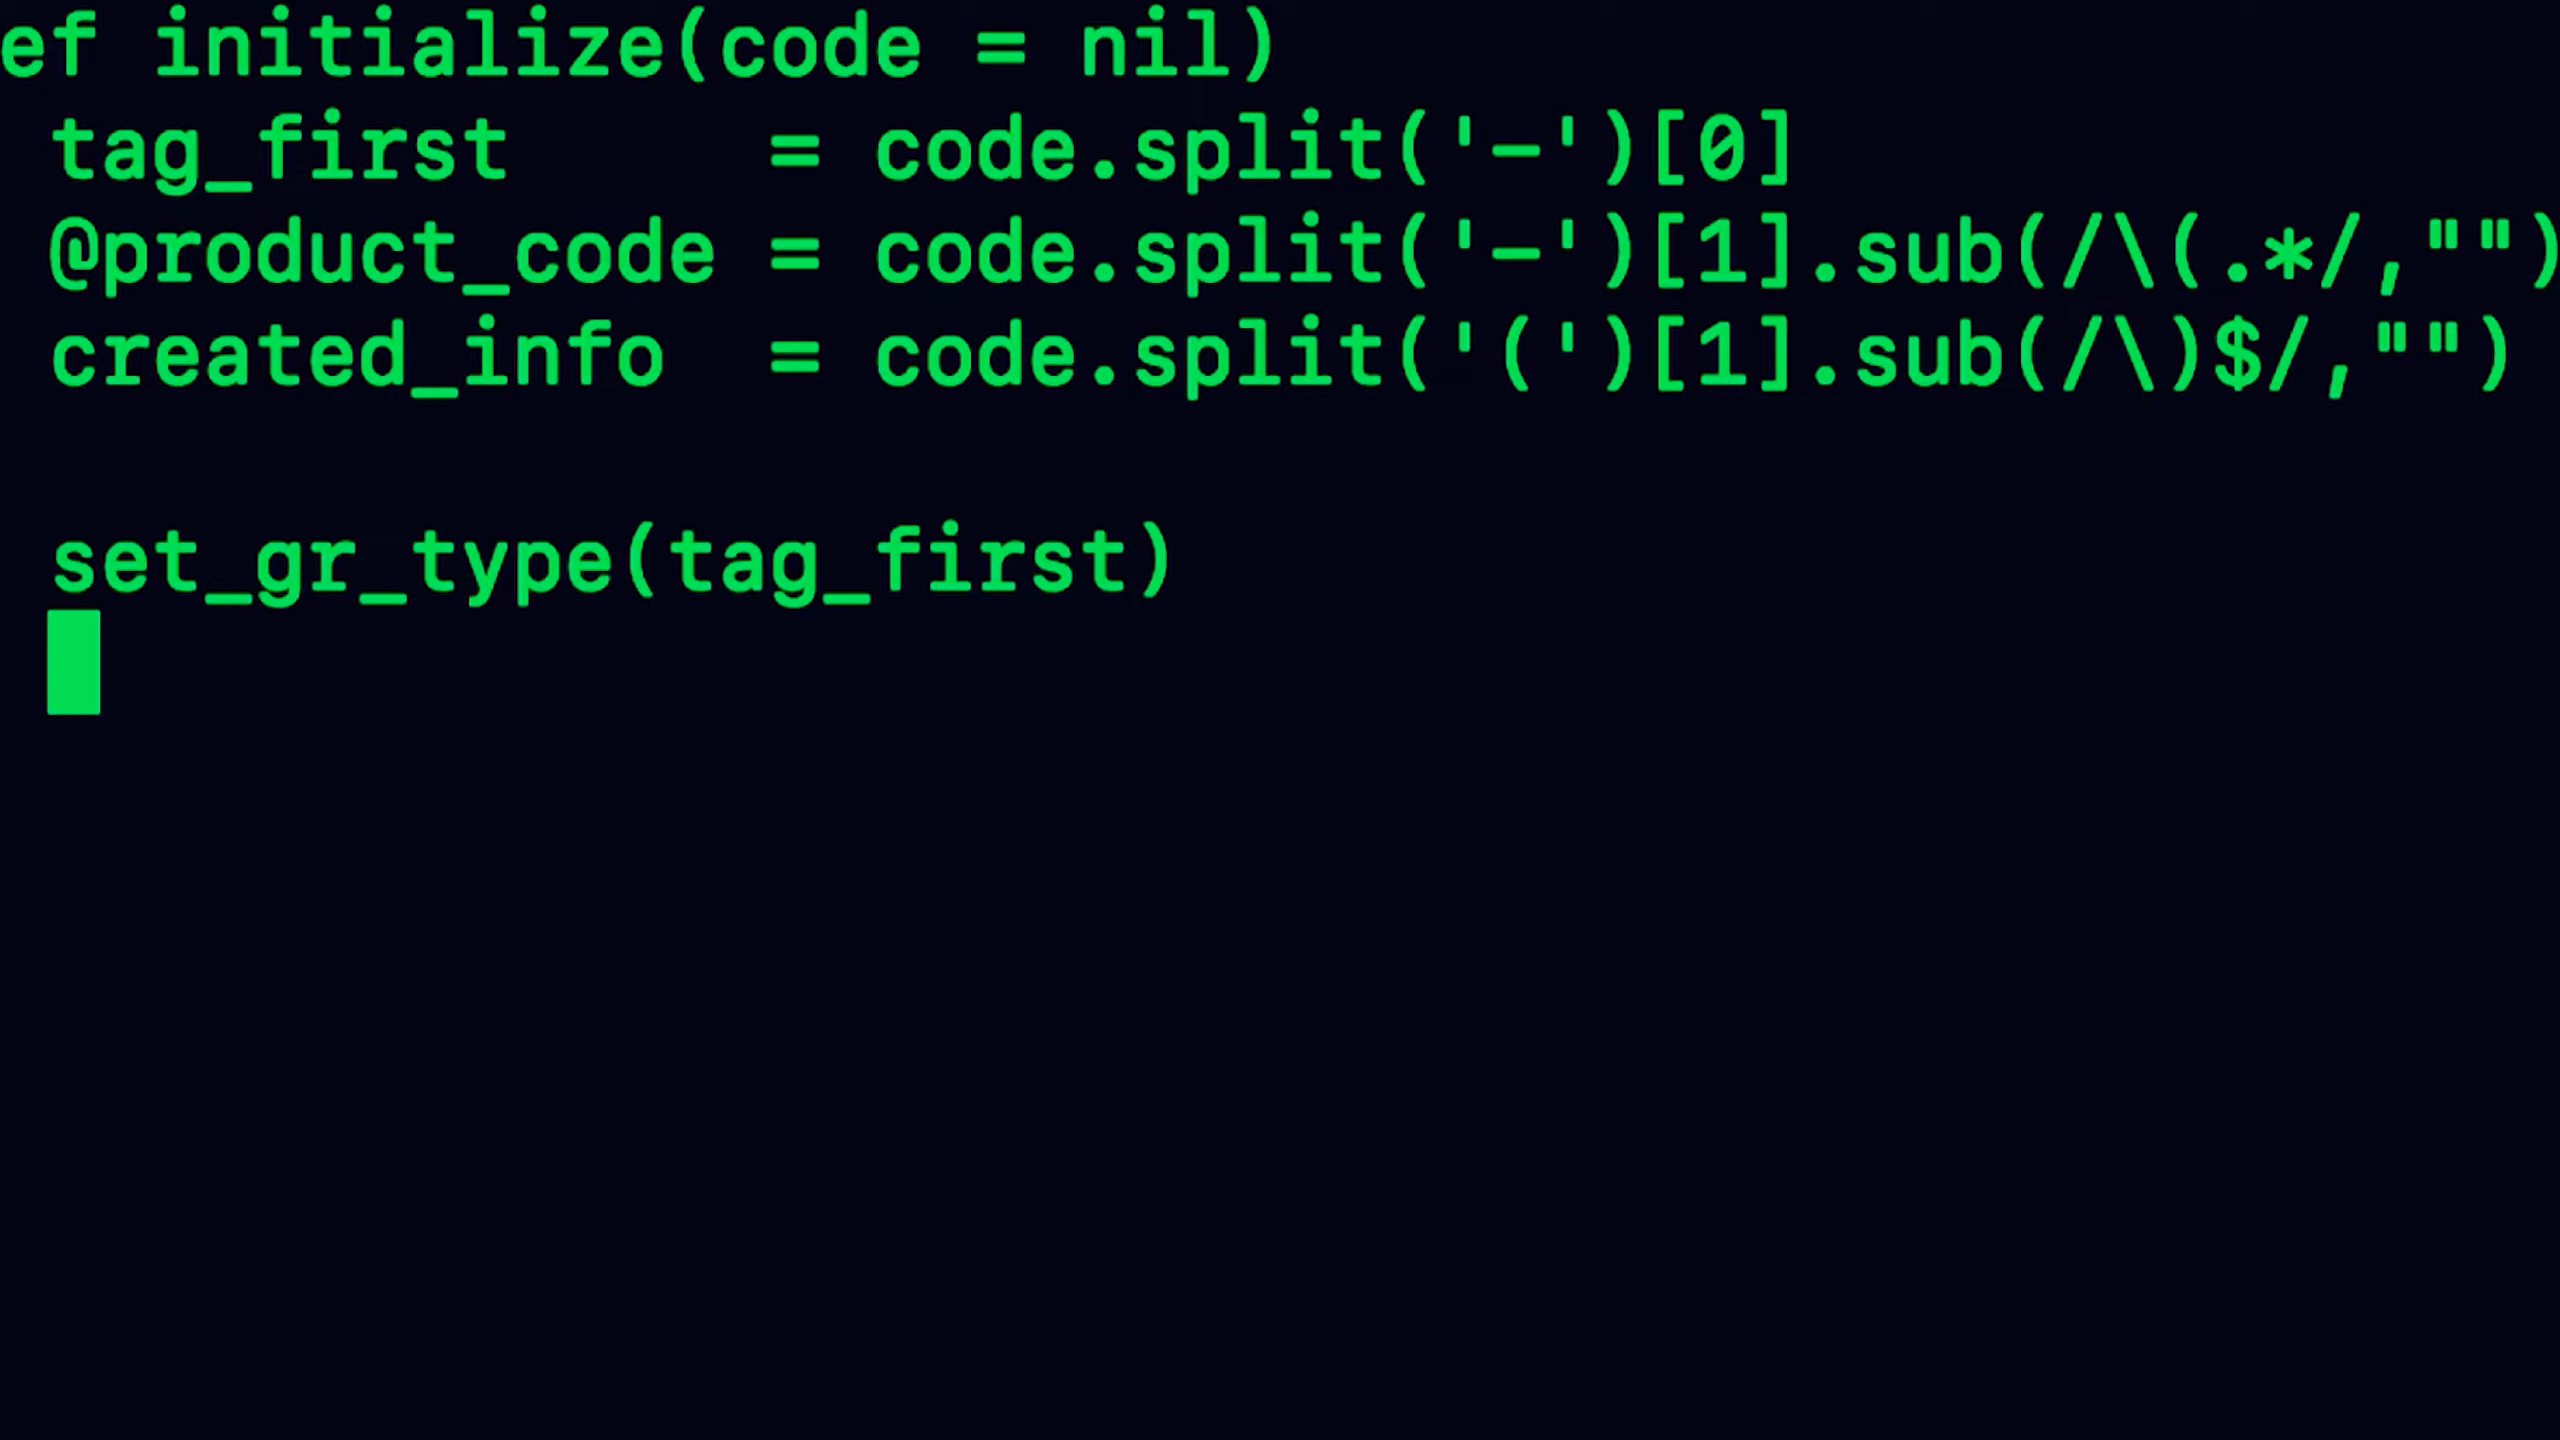 ef initialize(code = nil)
tag_first     = code.split('-')[0]
@product_code = code.split('-')[1].sub(/\(.*/,"")
created_info  = code.split('(')[1].sub(/\)$/,"")
set_gr_type(tag_first)